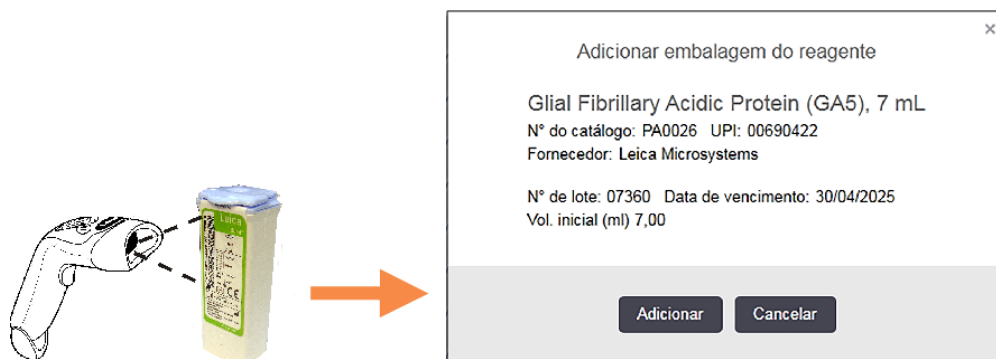 Adicionar embalagem do reagente
×
Glial Fibrillary Acidic Protein (GA5), 7 mL
N° do catálogo: PA0026 UPI: 00690422
Fornecedor: Leica Microsystems
N° de lote: 07360 Data de vencimento: 30/04/2025
Vol. inicial (ml) 7,00
Adicionar Cancelar
Leica
CE